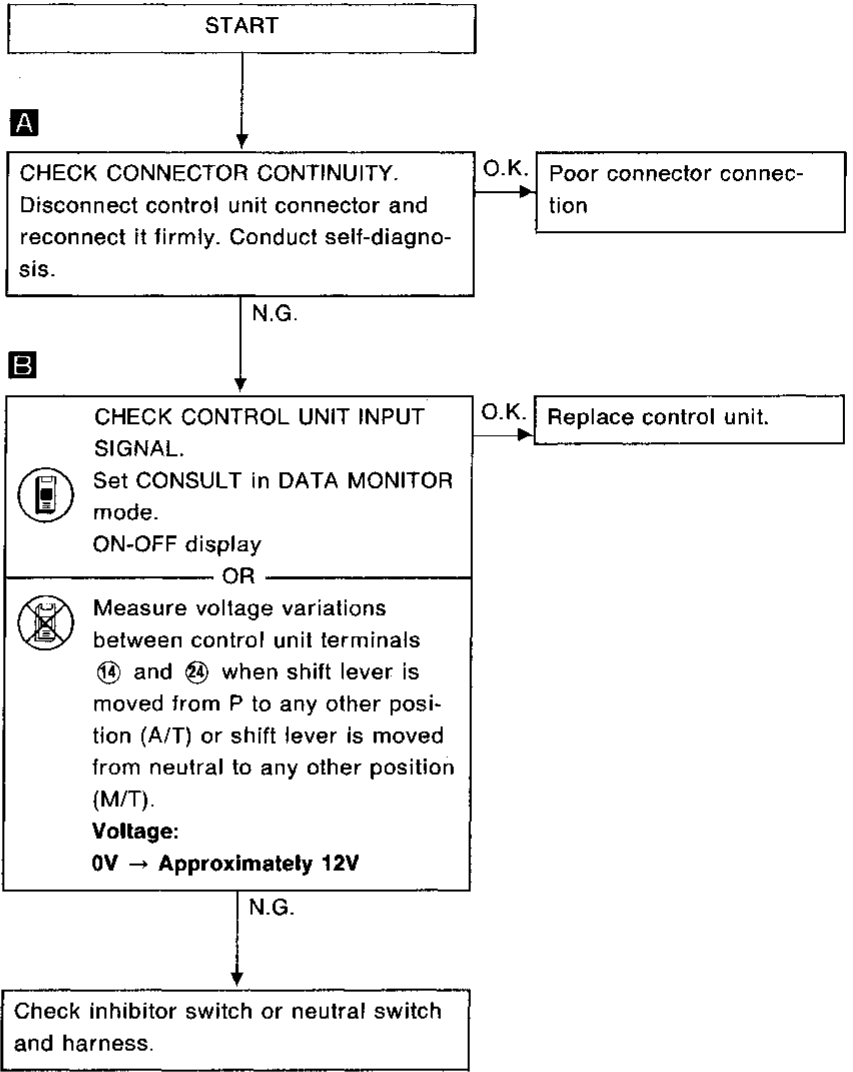 START
A
CHECK CONNECTOR CONTINUITY.
Disconnect control unit connector and
reconnect it firmly. Conduct self-diagno-
sis.
O.K.
Poor connector connec-
tion
N.G.
B
CHECK CONTROL UNIT INPUT
SIGNAL.
Set CONSULT in DATA MONITOR
mode.
ON-OFF display
O.K.
Replace control unit.
OR
Measure voltage variations
between control unit terminals
⑭ and ㉔ when shift lever is
moved from P to any other posi-
tion (A/T) or shift lever is moved
from neutral to any other position
(M/T).
Voltage:
0V → Approximately 12V
N.G.
Check inhibitor switch or neutral switch
and harness.